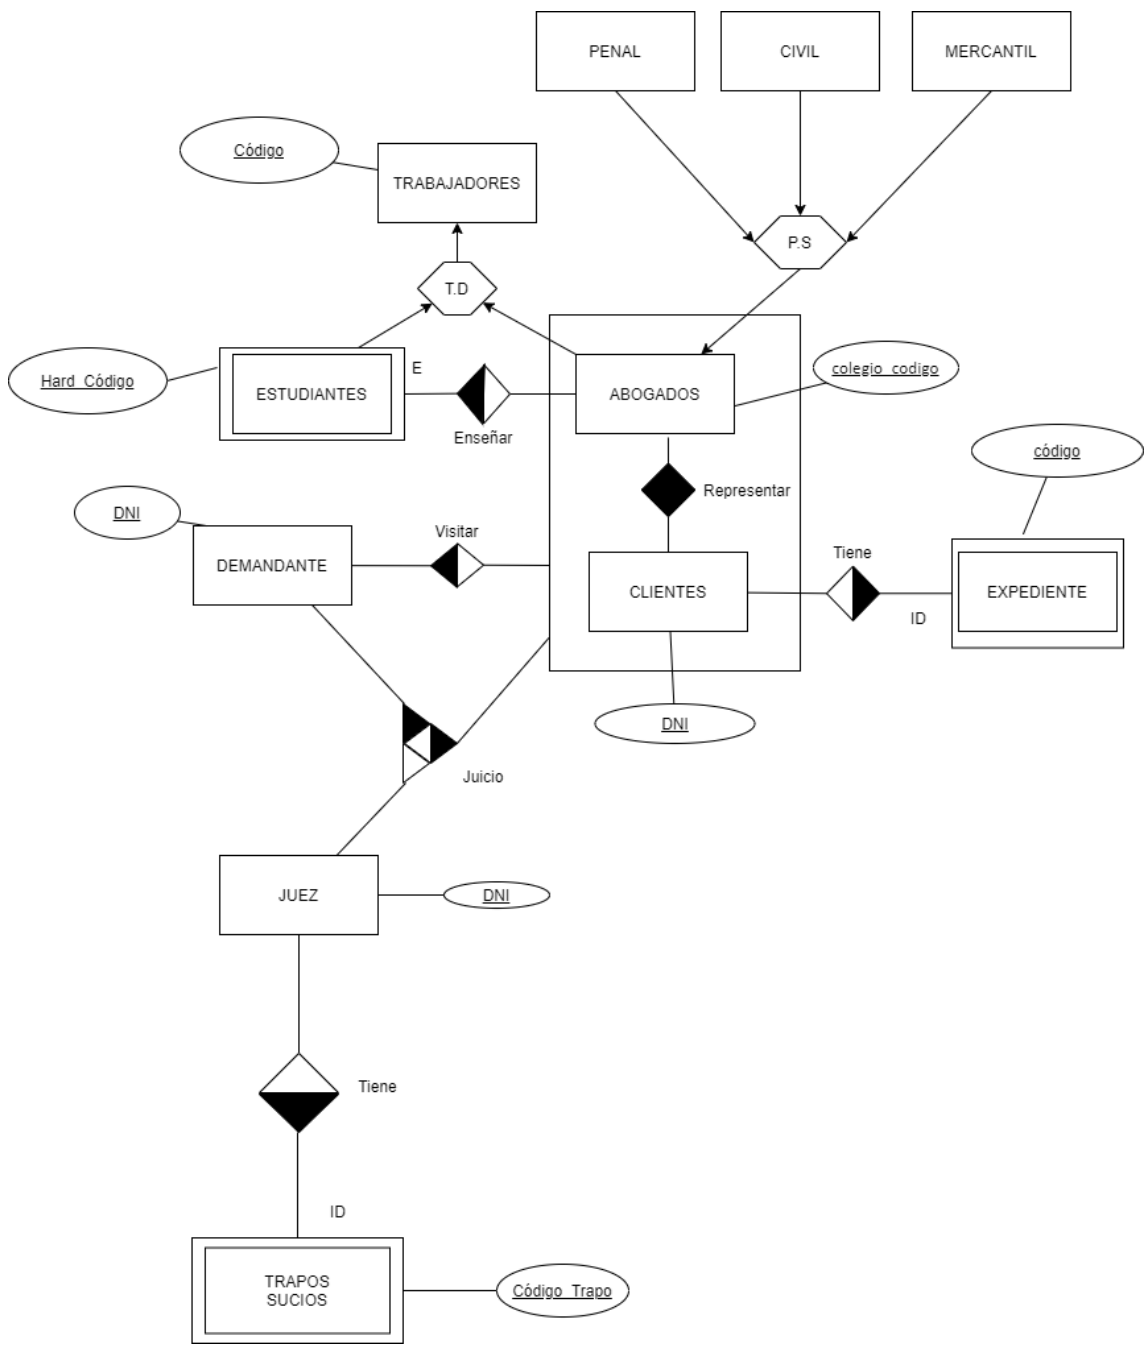 PENAL
CIVIL
MERCANTIL
Código
TRABAJADORES
P.S
T.D
Hard_Código
ESTUDIANTES
E
Enseñar
ABOGADOS
colegio_codigo
código
Representar
DNI
DEMANDANTE
Visitar
CLIENTES
Tiene
ID
EXPEDIENTE
DNI
Juicio
JUEZ
DNI
Tiene
ID
TRAPOS
SUCIOS
Código_Trapo